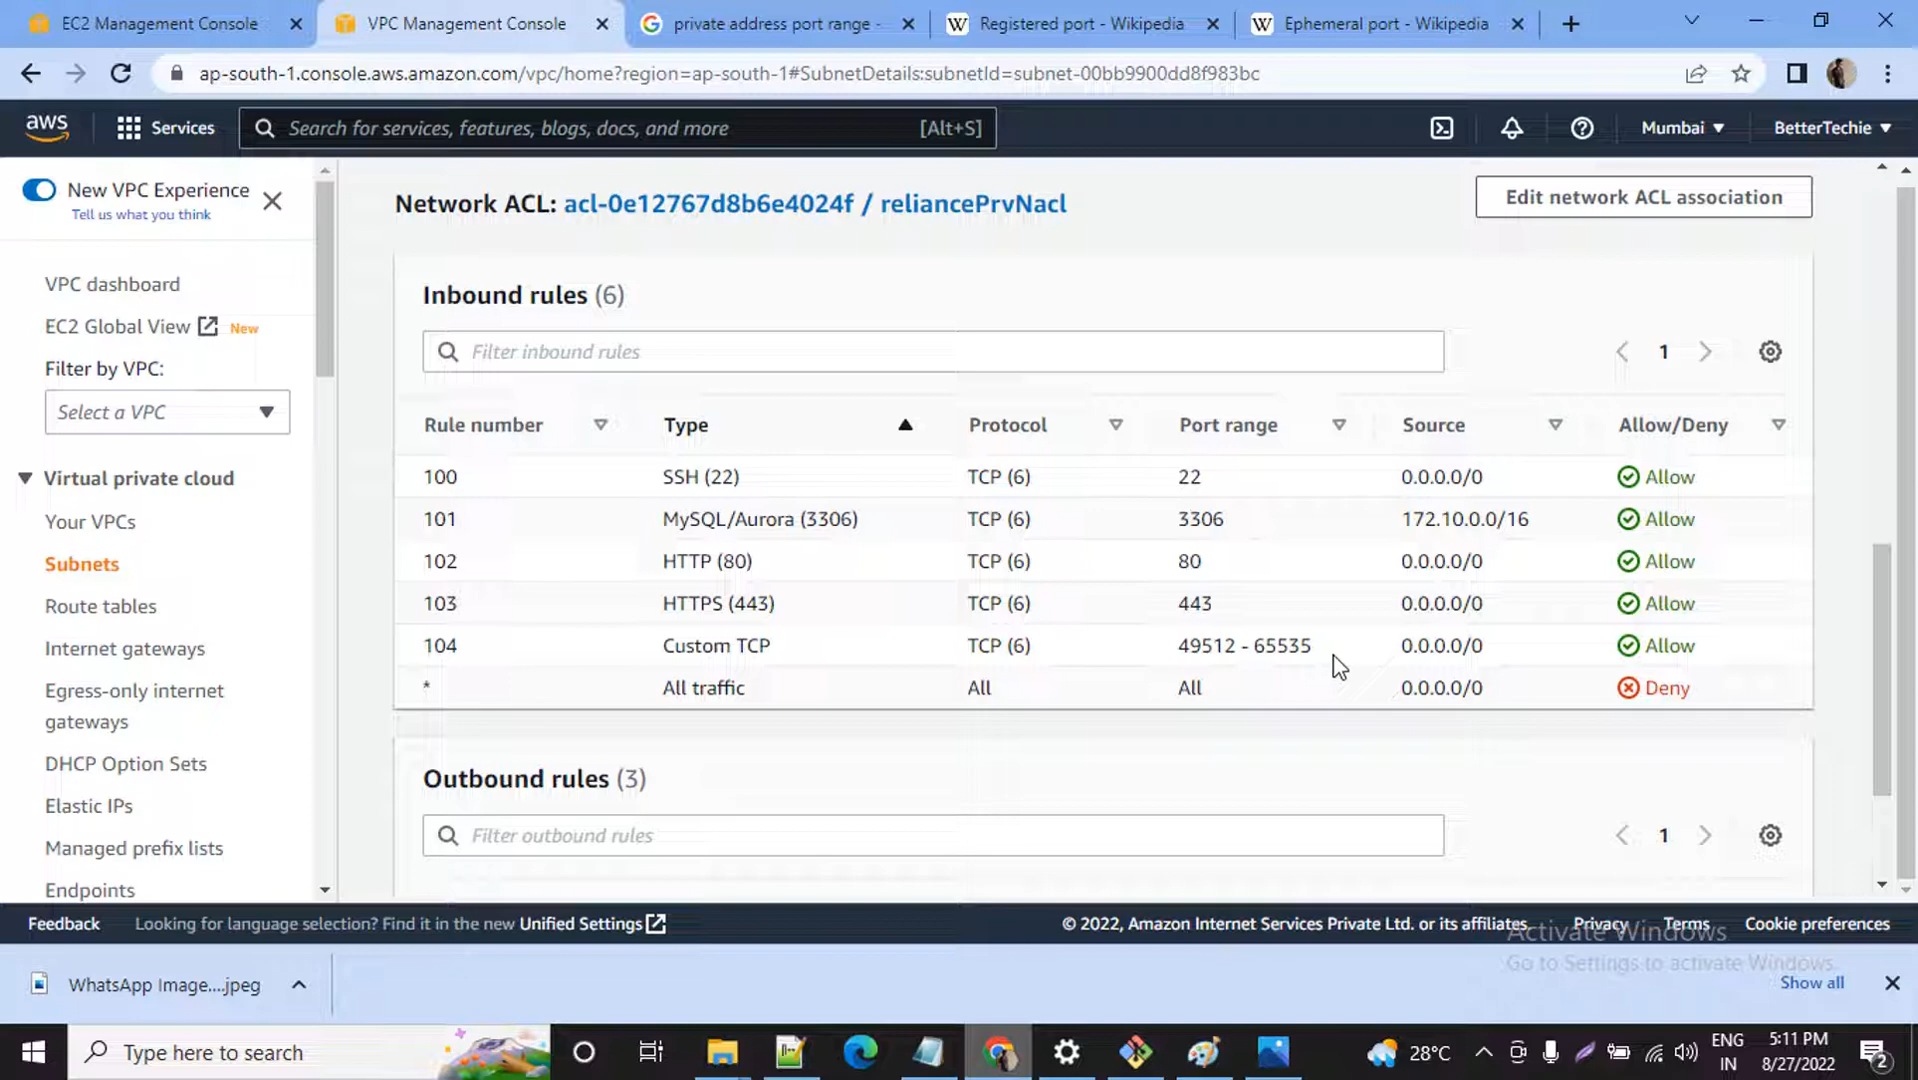 EC2 Management Console
VPC Management Console
private address port range -
Registered port - Wikipedia
Ephemeral port - Wikipedia
ap-south-1.console.aws.amazon.com/vpc/home?region=ap-south-1#SubnetDetails:subnetId=subnet-00bb9900dd8f983bc
aws
Services
Search for services, features, blogs, docs, and more
[Alt+S]
Mumbai
BetterTechie
New VPC Experience
Tell us what you think
VPC dashboard
EC2 Global View New
Filter by VPC:
Select a VPC
Virtual private cloud
Your VPCs
Subnets
Route tables
Internet gateways
Egress-only internet
gateways
DHCP Option Sets
Elastic IPs
Managed prefix lists
Endpoints
Network ACL: acl-0e12767d8b6e4024f / reliancePrvNacl
Edit network ACL association
Inbound rules (6)
Filter inbound rules
1
Rule number Type Protocol Port range Source Allow/Deny
100 SSH (22) TCP (6) 22 0.0.0.0/0 Allow
101 MySQL/Aurora (3306) TCP (6) 3306 172.10.0.0/16 Allow
102 HTTP (80) TCP (6) 80 0.0.0.0/0 Allow
103 HTTPS (443) TCP (6) 443 0.0.0.0/0 Allow
104 Custom TCP TCP (6) 49512 - 65535 0.0.0.0/0 Allow
* All traffic All All 0.0.0.0/0 Deny
Outbound rules (3)
Filter outbound rules
1
Feedback
Looking for language selection? Find it in the new Unified Settings
© 2022, Amazon Internet Services Private Ltd. or its affiliates.
Privacy
Terms
Cookie preferences
Activate Windows
Go to Settings to activate Windows.
WhatsApp Image....jpeg
Show all
Type here to search
28°C
ENG
IN
5:11 PM
8/27/2022
2